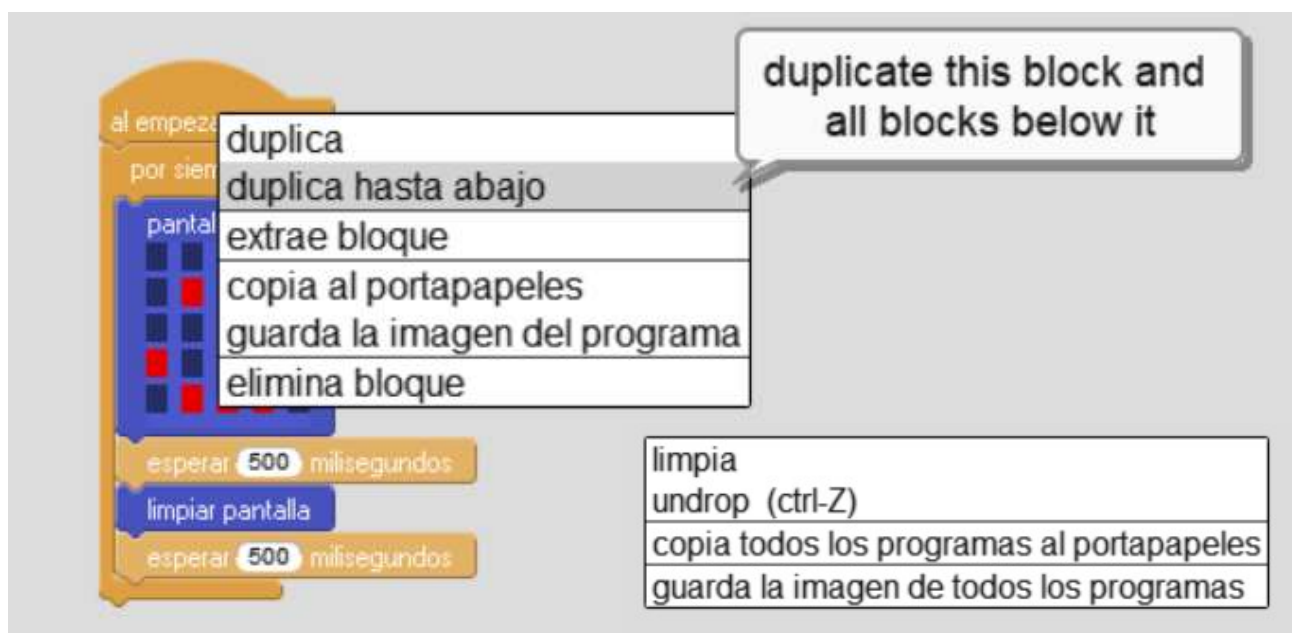 duplicate this block and
all blocks below it
al empeza
por siem
pantal
duplica
duplica hasta abajo
extrae bloque
copia al portapapeles
guarda la imagen del programa
elimina bloque
esperar 500 milisegundos
limpiar pantalla
esperar 500 milisegundos
limpia
undrop (ctrl-Z)
copia todos los programas al portapapeles
guarda la imagen de todos los programas